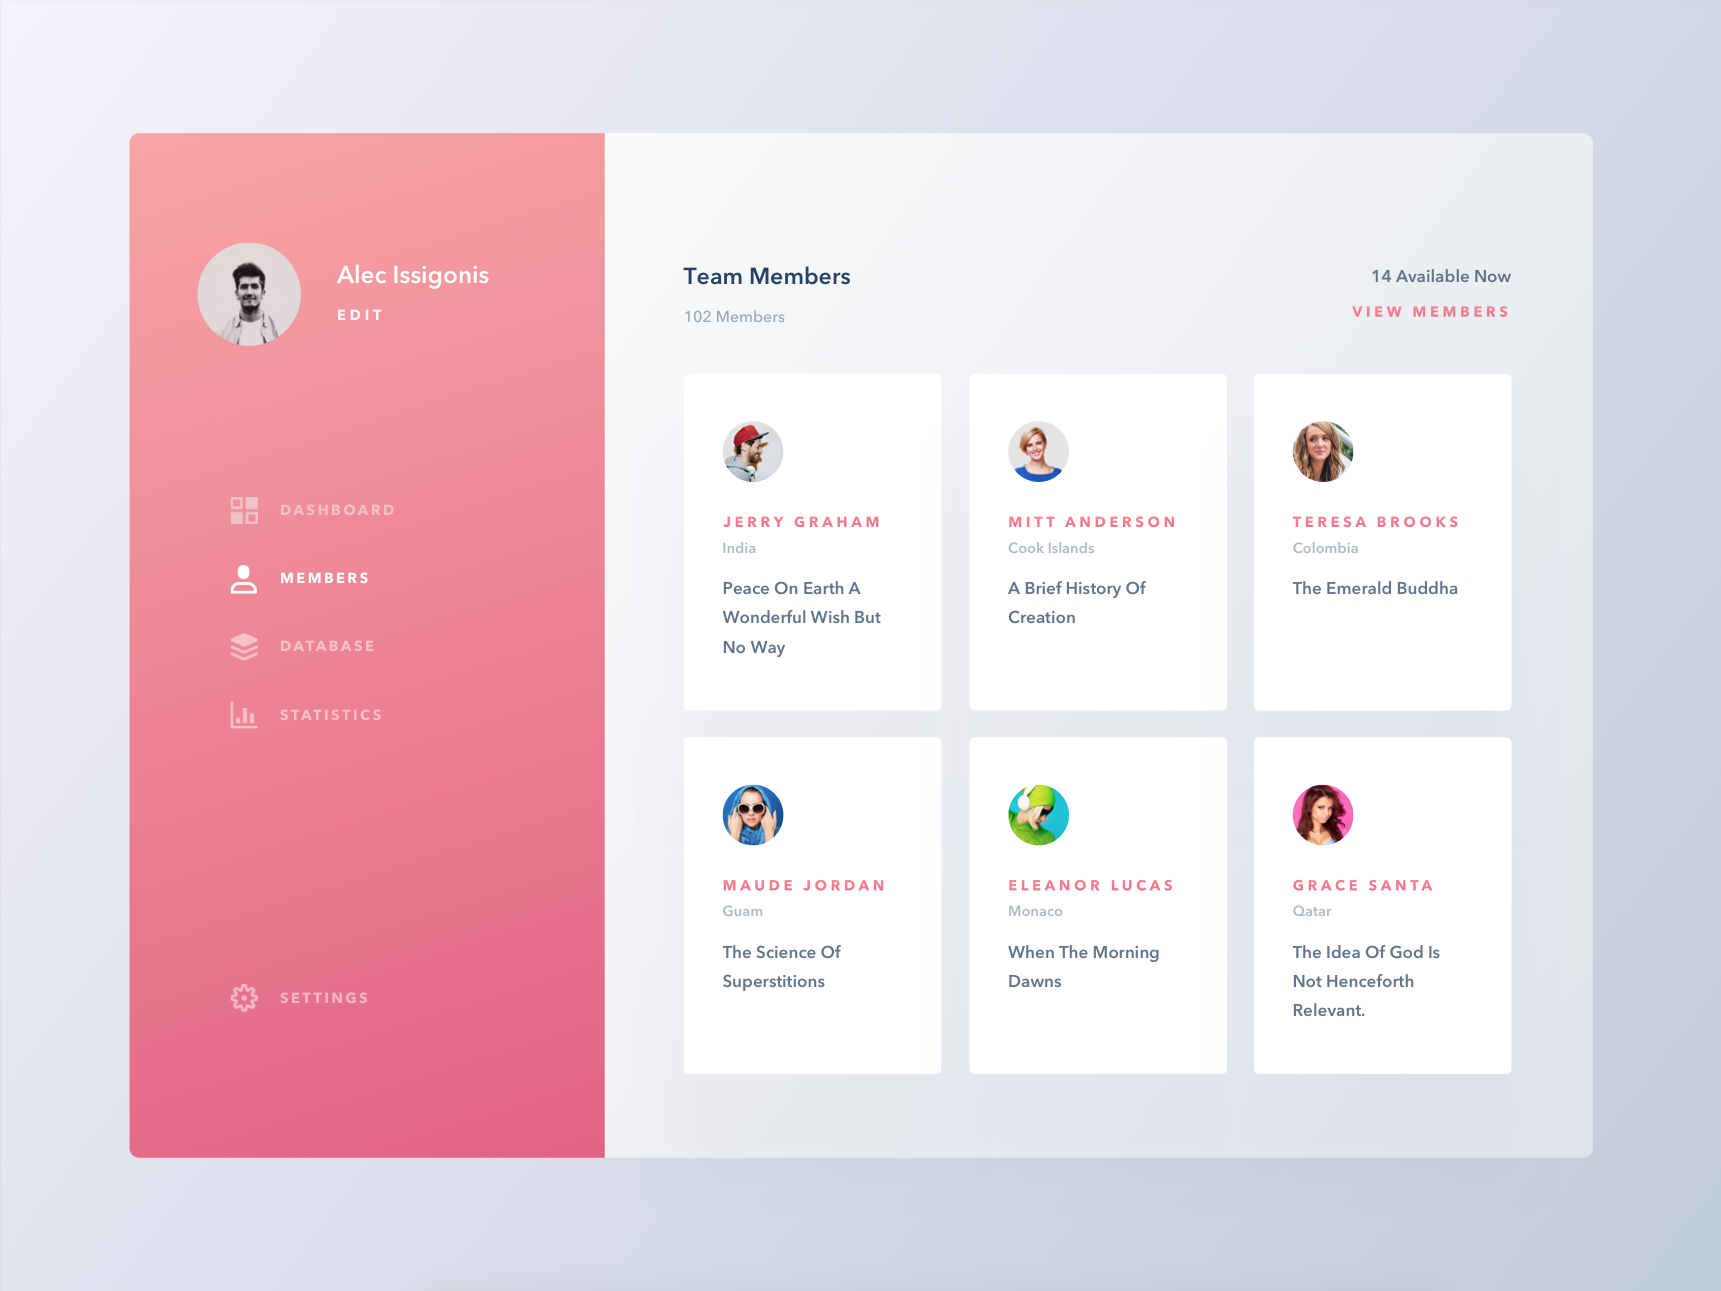 Alec Issigonis
EDIT
DASHBOARD
MEMBERS
DATABASE
STATISTICS
SETTINGS
Team Members
102 Members
14 Available Now
VIEW MEMBERS
JERRY GRAHAM
India
Peace On Earth A
Wonderful Wish But
No Way
MITT ANDERSON
Cook Islands
A Brief History Of
Creation
TERESA BROOKS
Colombia
The Emerald Buddha
MAUDE JORDAN
Guam
The Science Of
Superstitions
ELEANOR LUCAS
Monaco
When The Morning
Dawns
GRACE SANTA
Qatar
The Idea Of God Is
Not Henceforth
Relevant.